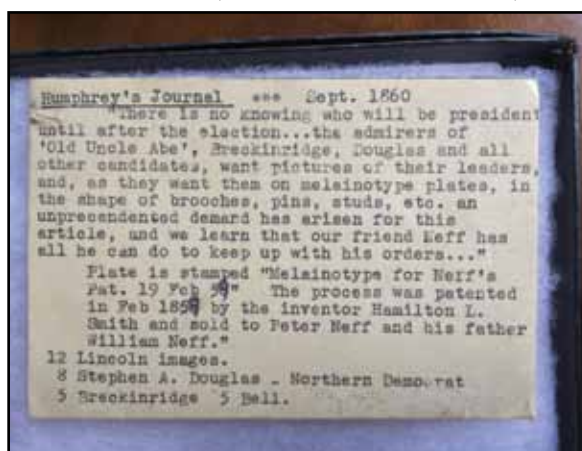 Humphrey's Journal *** Sept. 1860
"There is no knowing who will be president
until after the election...the admirers of
'Old Uncle Abe', Breckinridge, Douglas and all
other candidates, want pictures of their leaders,
and, as they want them on melainotype plates, in
the shape of brooches, pins, studs, etc. an
unprecendented demard has arisen for this
article, and we learn that our friend Neff has
all he can do to keep up with his orders..."
Plate is stamped "Melainotype for Neff's
Pat. 19 Feb"  The process was patented
in Feb by the inventor Hamilton L.
Smith and sold to Peter Neff and his father
William Neff."
12 Lincoln images.
8 Stephen A. Douglas - Northern Democrat
5 Breckinridge 5 Bell.